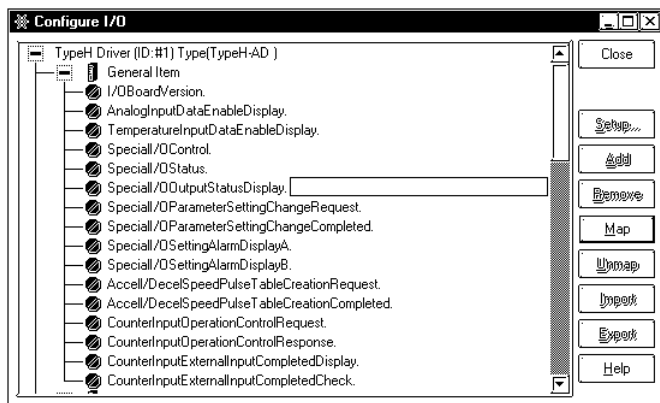 Configure I/O
TypeH Driver (ID:#1) Type(TypeH-AD )
General Item
I/OBoardVersion.
AnalogInputDataEnableDisplay.
TemperatureInputDataEnableDisplay.
SpecialI/OControl.
SpecialI/OStatus.
SpecialI/OOutputStatusDisplay.
SpecialI/OParameterSettingChangeRequest.
SpecialI/OParameterSettingChangeCompleted.
SpecialI/OSettingAlarmDisplayA.
SpecialI/OSettingAlarmDisplayB.
Accell/DecelSpeedPulseTableCreationRequest.
Accell/DecelSpeedPulseTableCreationCompleted.
CounterInputOperationControlRequest.
CounterInputOperationControlResponse.
CounterInputExternalInputCompletedDisplay.
CounterInputExternalInputCompletedCheck.
Close
Setup...
Add
Remove
Map
Unmap
Import
Export
Help